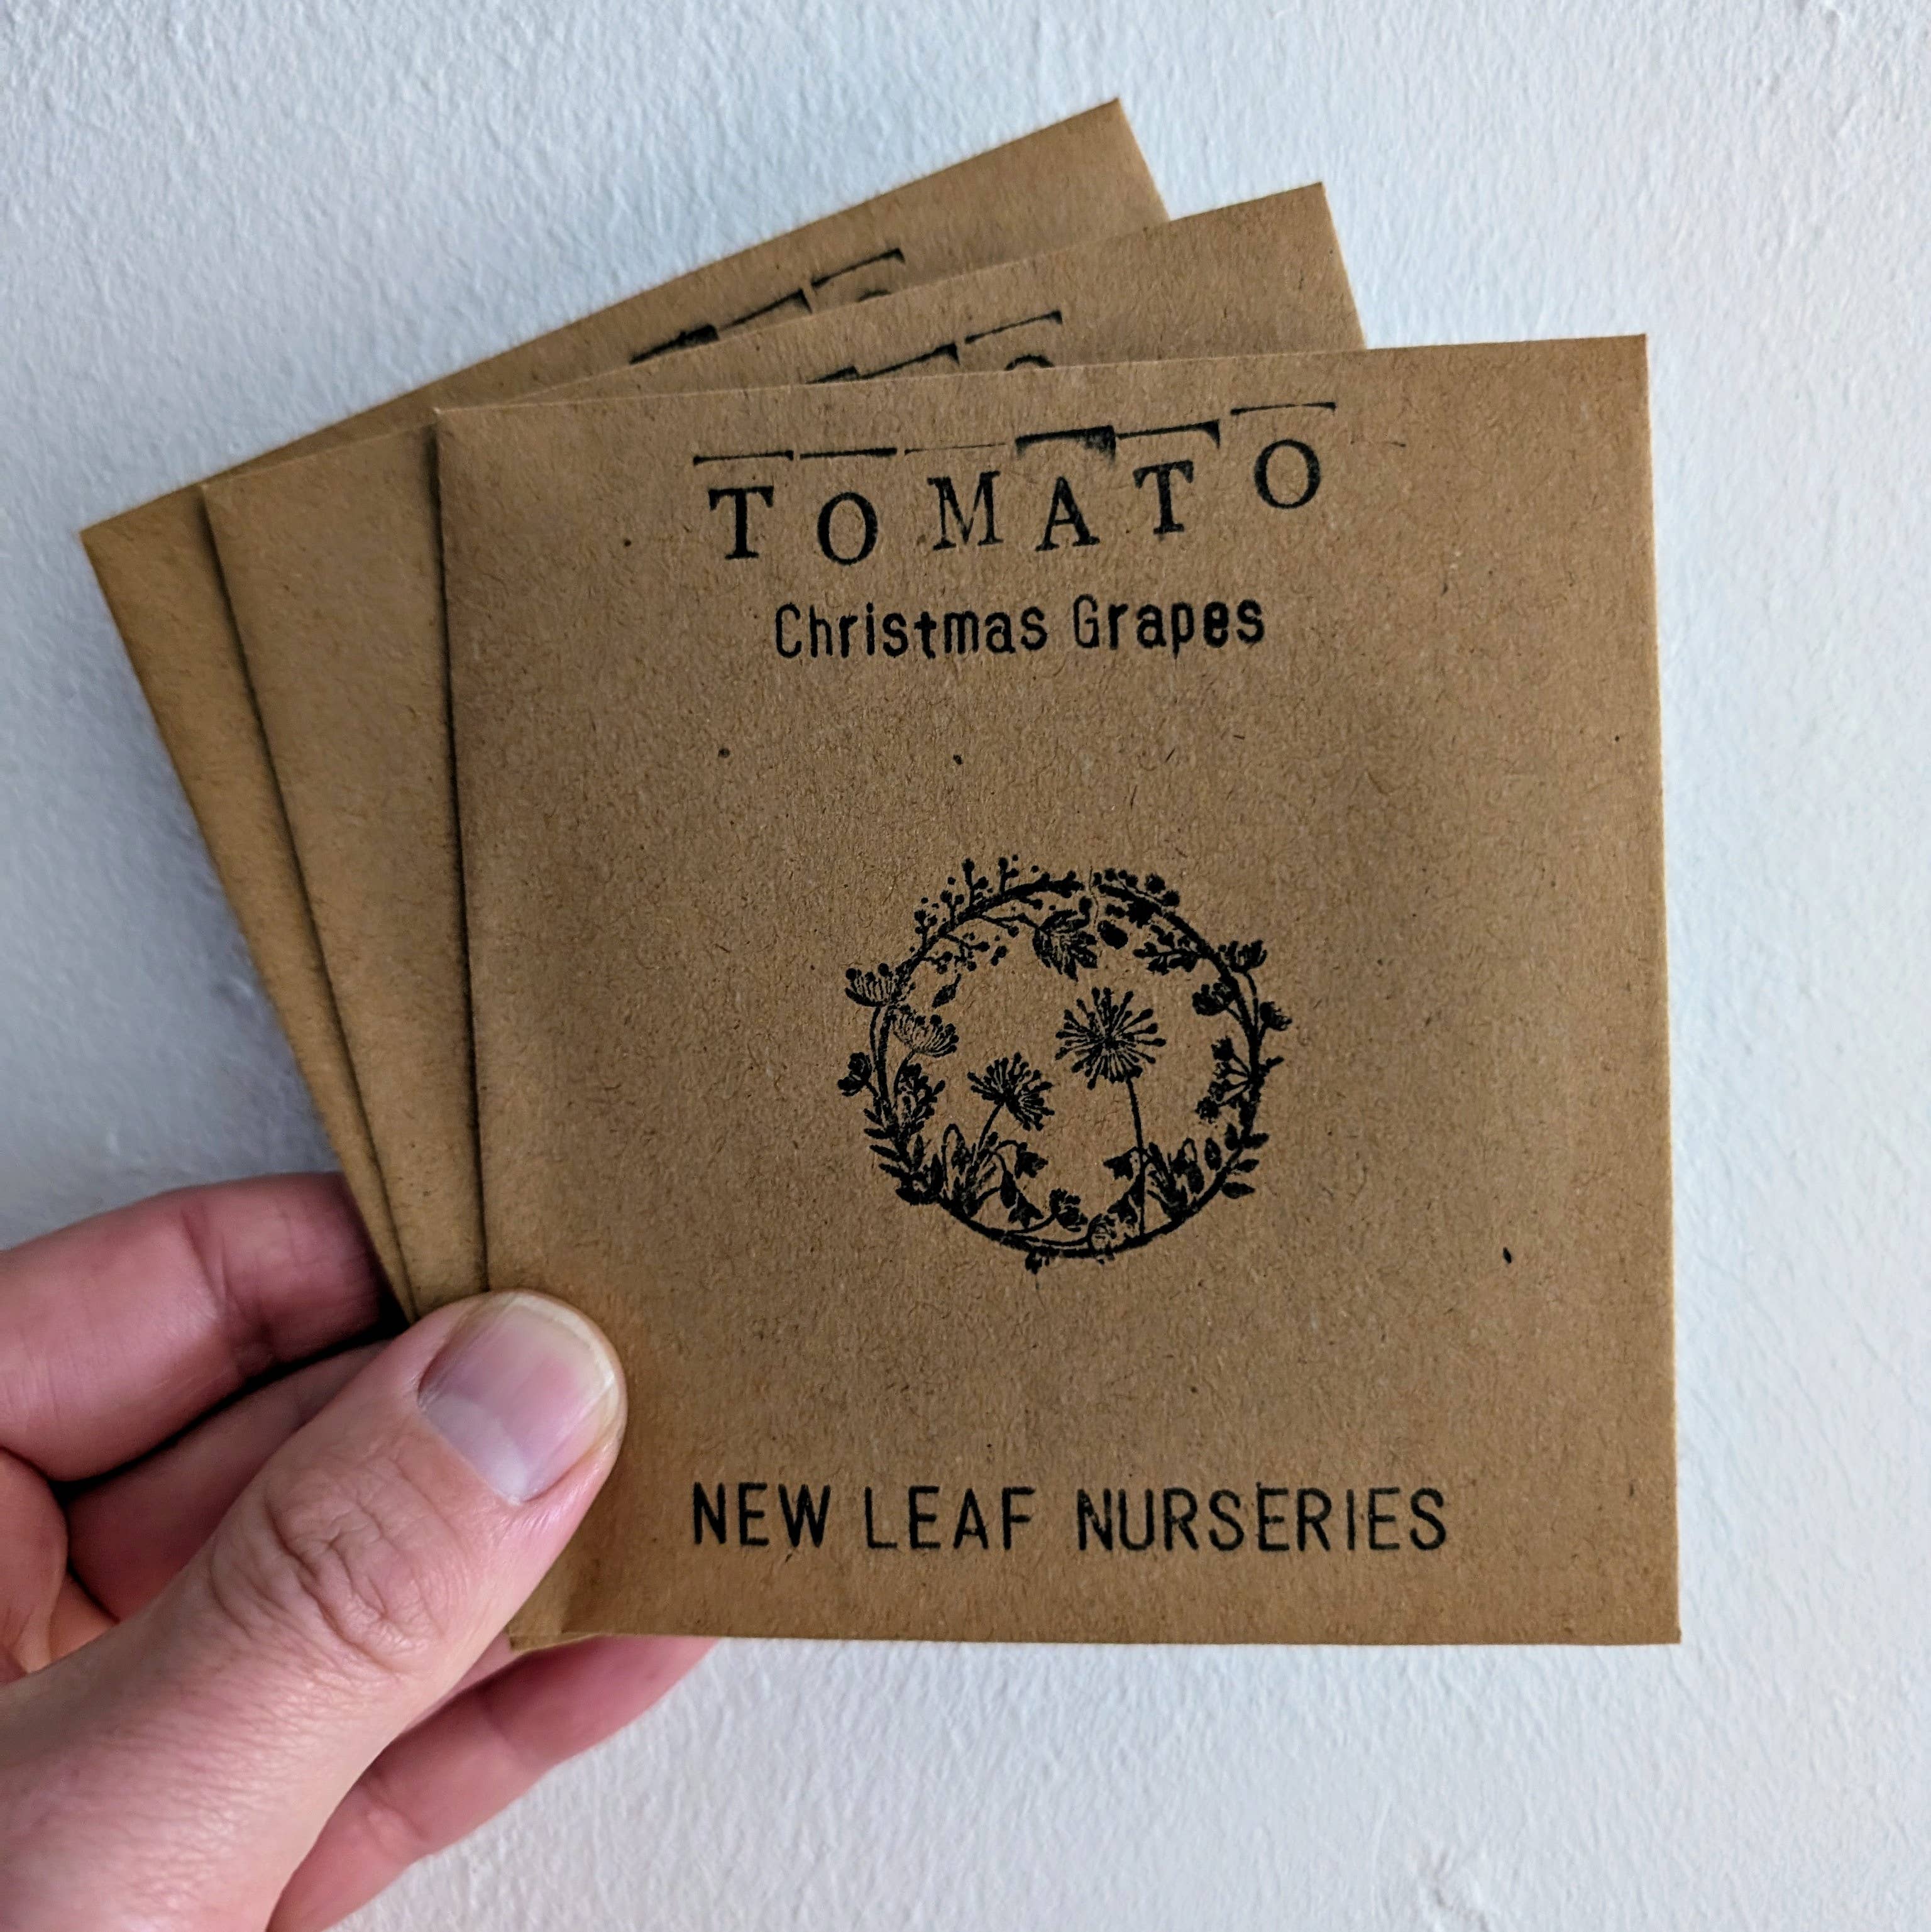 TOMATO
Christmas Grapes
NEW LEAF NURSERIES